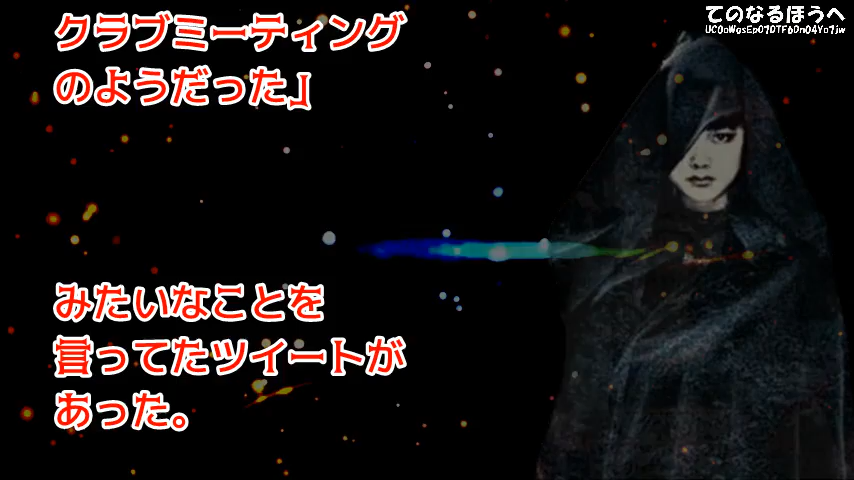 てのなるほうへ
クラブミーティング
のようだった』
みたいなことを
言ってたツイートが
あった。